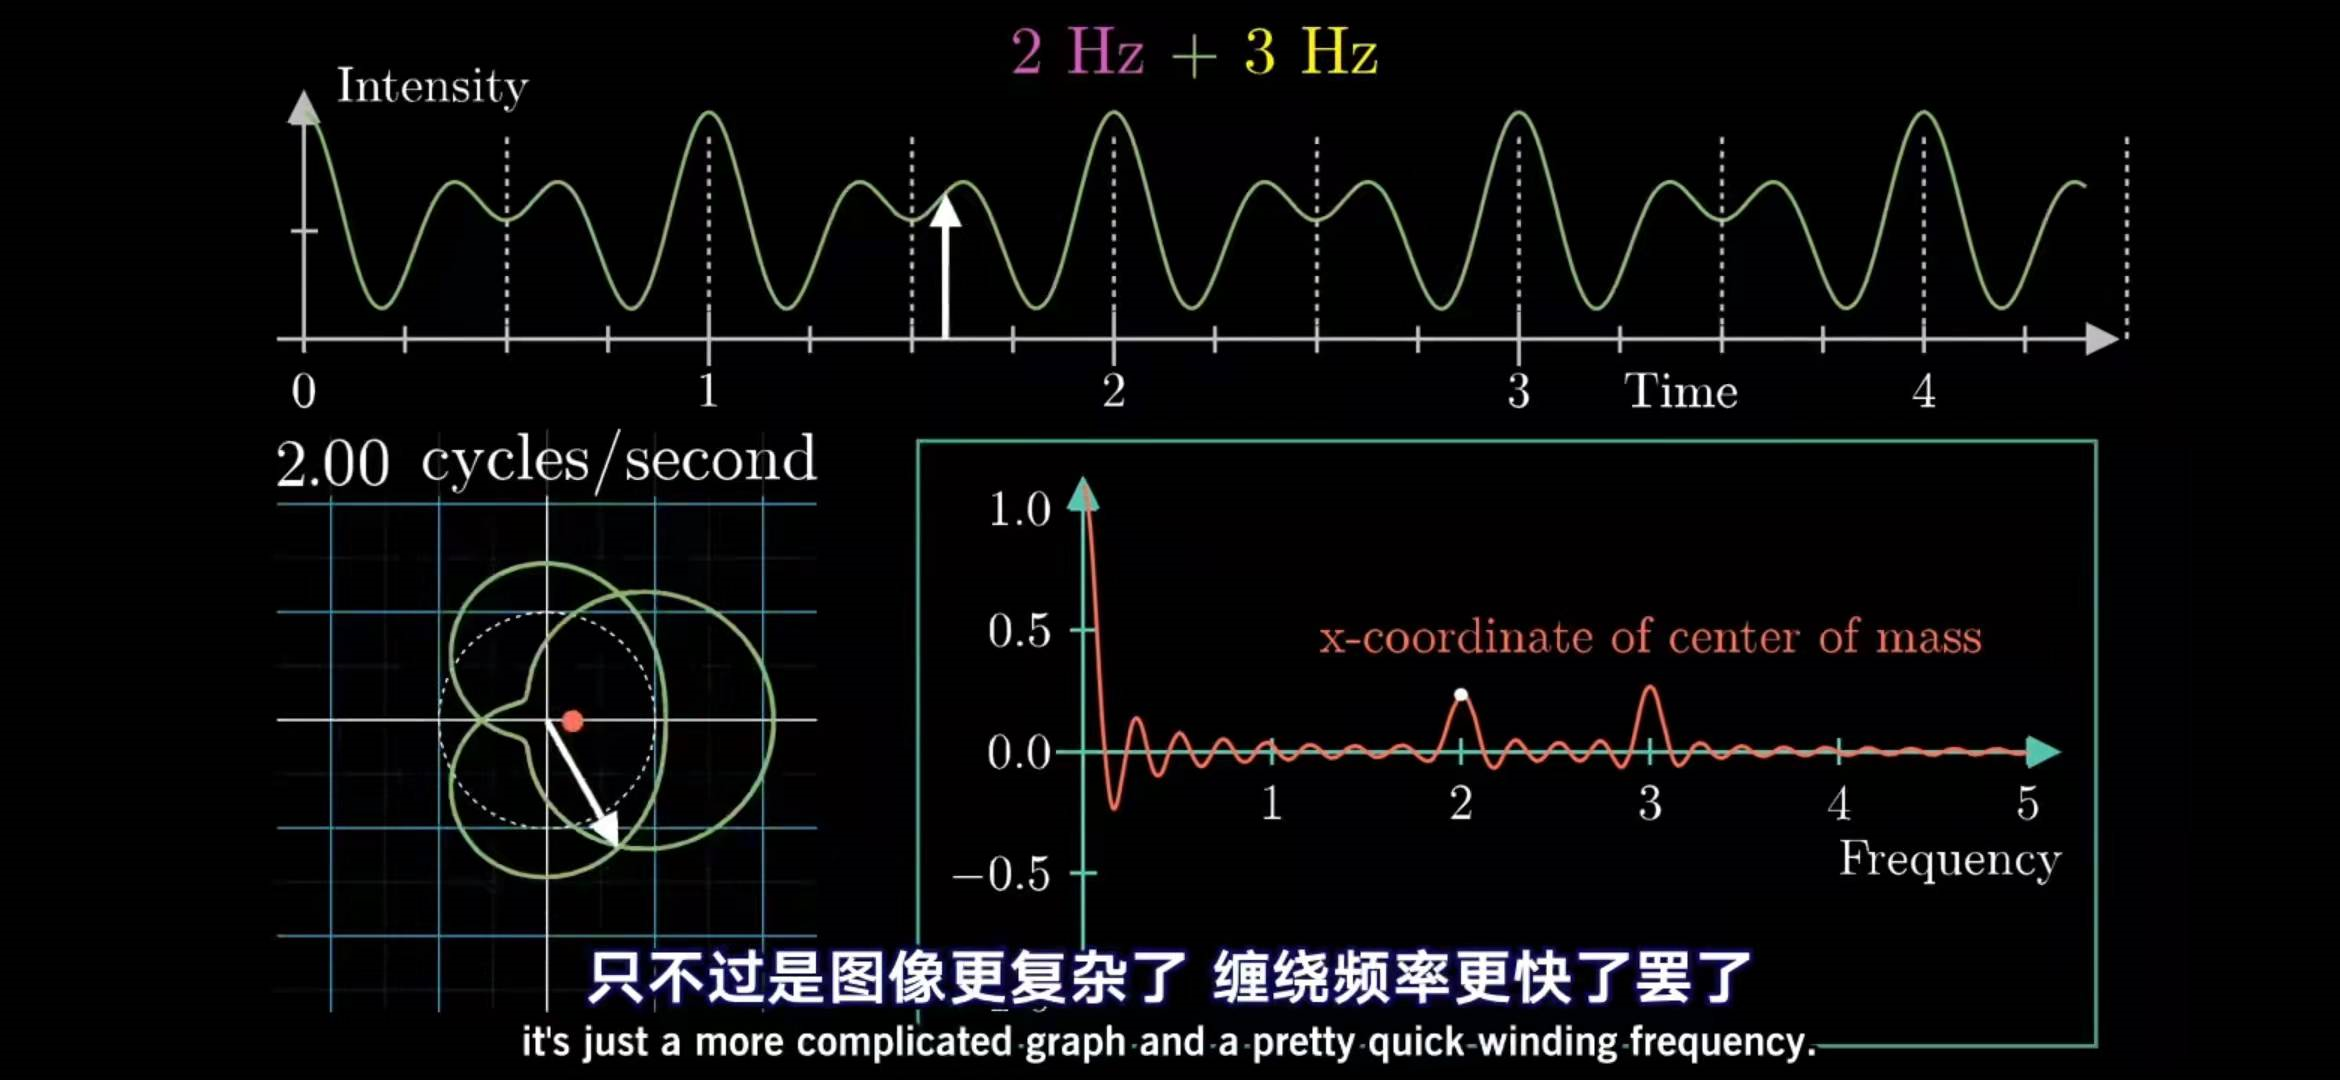 2 Hz + 3 Hz
Intensity
0 1 2 3 Time 4
2.00 cycles/second
1.0
0.5
x-coordinate of center of mass
0.0
1 2 3 4 5
Frequency
−0.5
只不过是图像更复杂了 缠绕频率更快了罢了
it's just a more complicated graph and a pretty quick winding frequency.